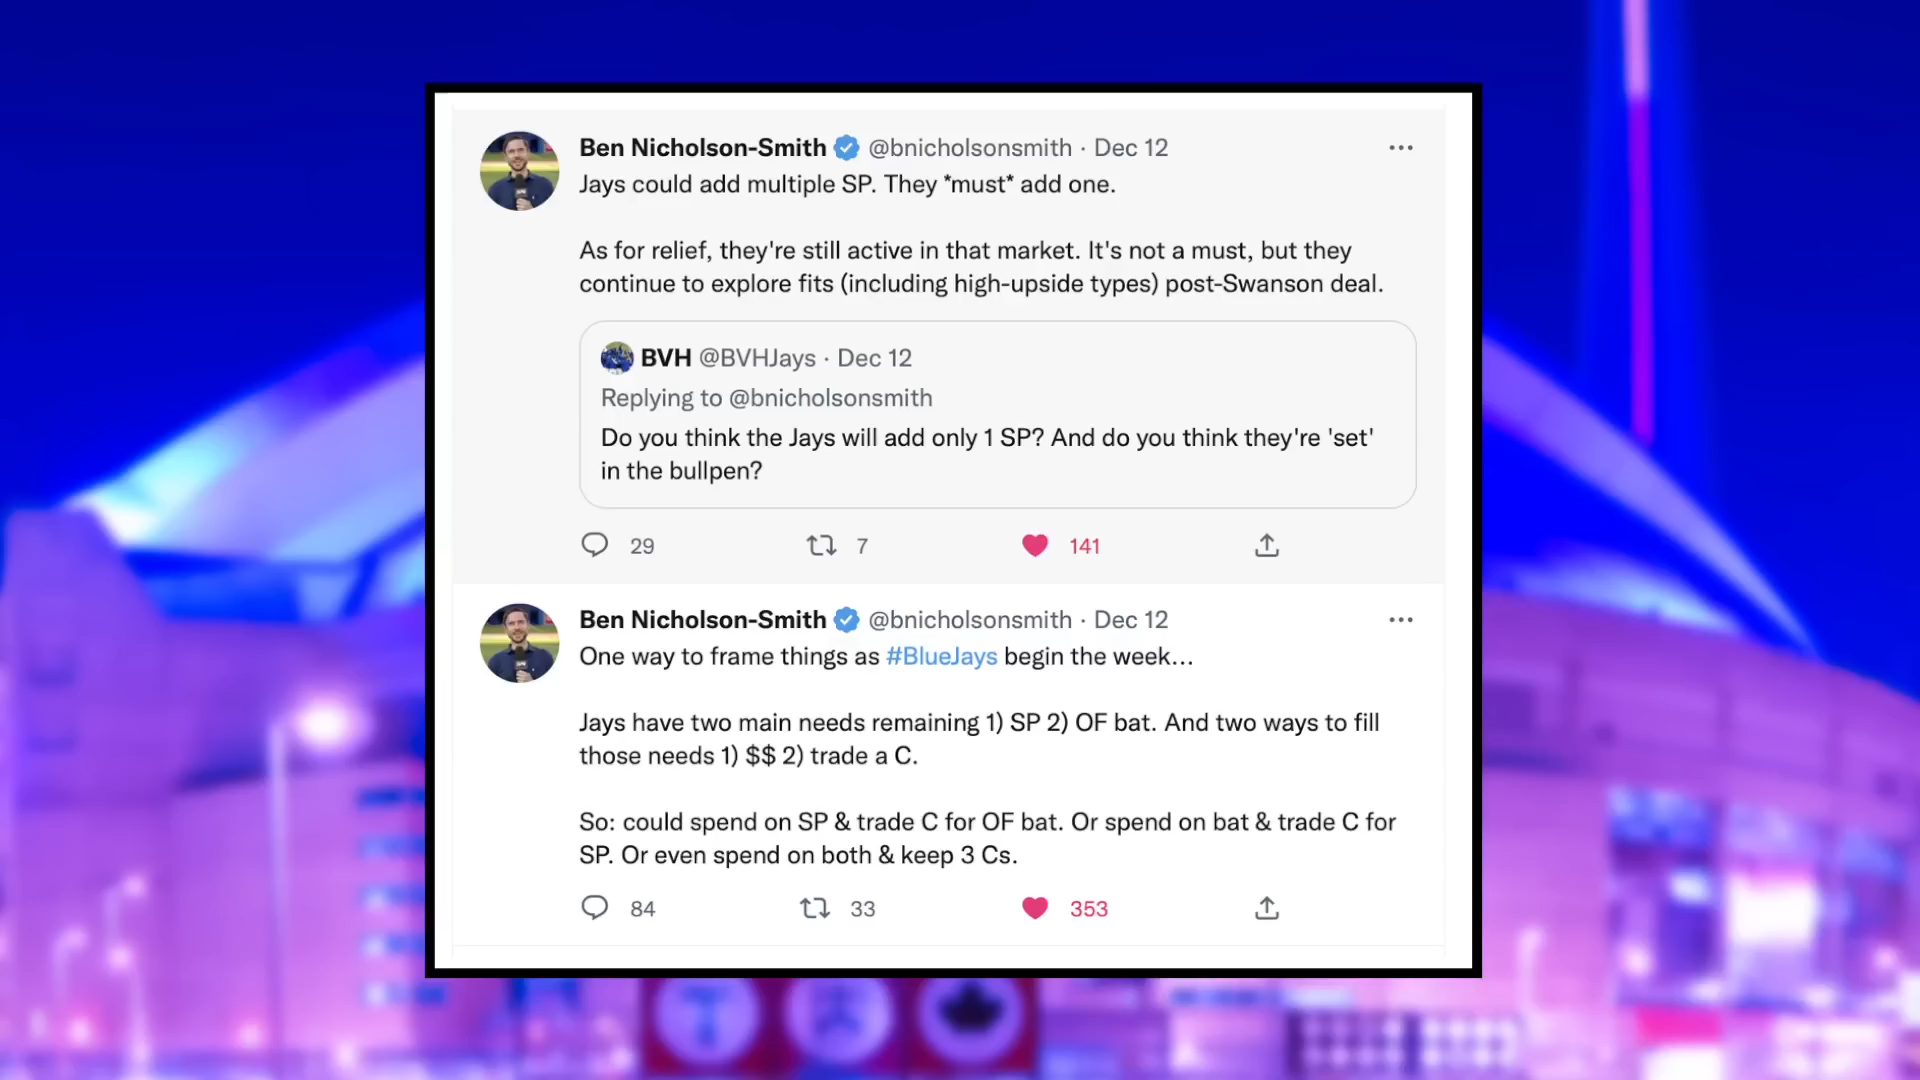 Ben Nicholson-Smith @bnicholsonsmith · Dec 12
Jays could add multiple SP. They *must* add one.
As for relief, they're still active in that market. It's not a must, but they
continue to explore fits (including high-upside types) post-Swanson deal.
BVH @BVHJays · Dec 12
Replying to @bnicholsonsmith
Do you think the Jays will add only 1 SP? And do you think they're 'set'
in the bullpen?
29 7 141
Ben Nicholson-Smith @bnicholsonsmith · Dec 12
One way to frame things as #BlueJays begin the week…
Jays have two main needs remaining 1) SP 2) OF bat. And two ways to fill
those needs 1) $$ 2) trade a C.
So: could spend on SP & trade C for OF bat. Or spend on bat & trade C for
SP. Or even spend on both & keep 3 Cs.
84 33 353